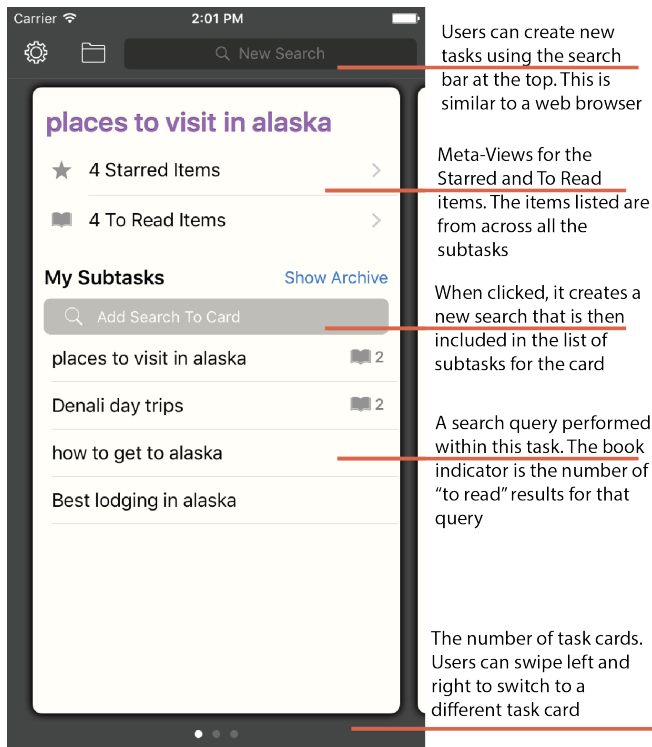 Carrier 2:01 PM
New Search
places to visit in alaska
4 Starred Items
4 To Read Items
My Subtasks Show Archive
Add Search To Card
places to visit in alaska 2
Denali day trips 2
how to get to alaska
Best lodging in alaska
Users can create new
tasks using the search
bar at the top. This is
similar to a web browser
Meta-Views for the
Starred and To Read
items. The items listed are
from across all the
subtasks
When clicked, it creates a
new search that is then
included in the list of
subtasks for the card
A search query performed
within this task. The book
indicator is the number of
“to read” results for that
query
The number of task cards.
Users can swipe left and
right to switch to a
different task card